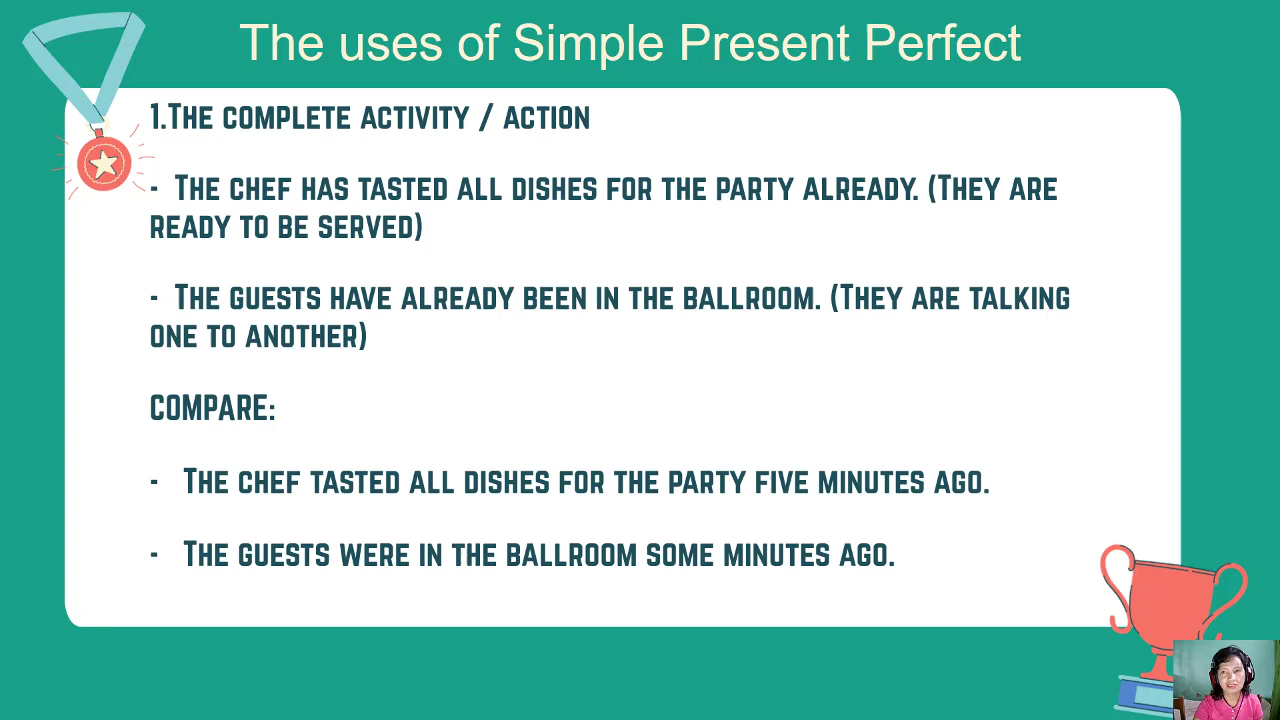 The uses of Simple Present Perfect
1.The complete activity / action
- The chef has tasted all dishes for the party already. (They are
ready to be served)
- The guests have already been in the ballroom. (They are talking
one to another)
COMPARE:
- The chef tasted all dishes for the party five minutes ago.
- The guests were in the ballroom some minutes ago.